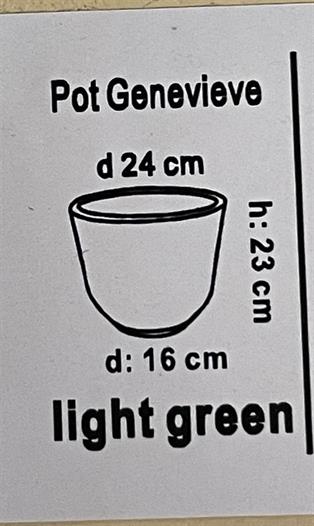 Pot Genevieve
d 24 cm
h: 23 cm
d: 16 cm
light green